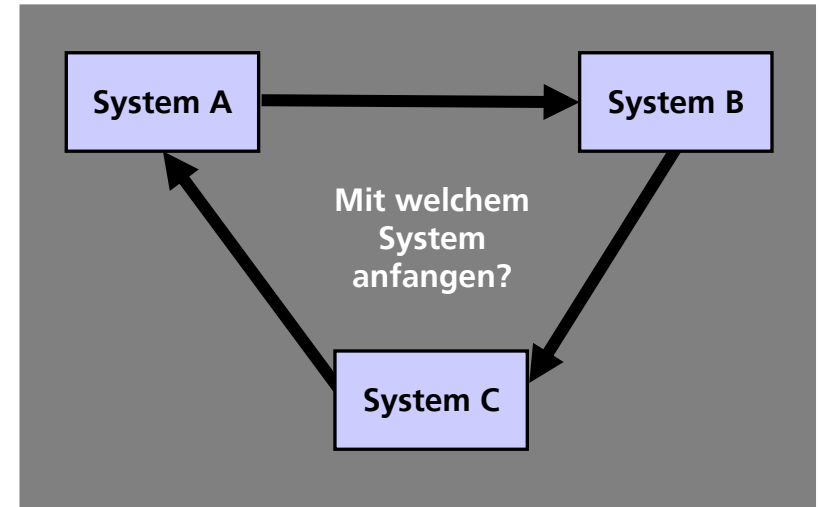 System A
System B
Mit welchem
System
anfangen?
System C